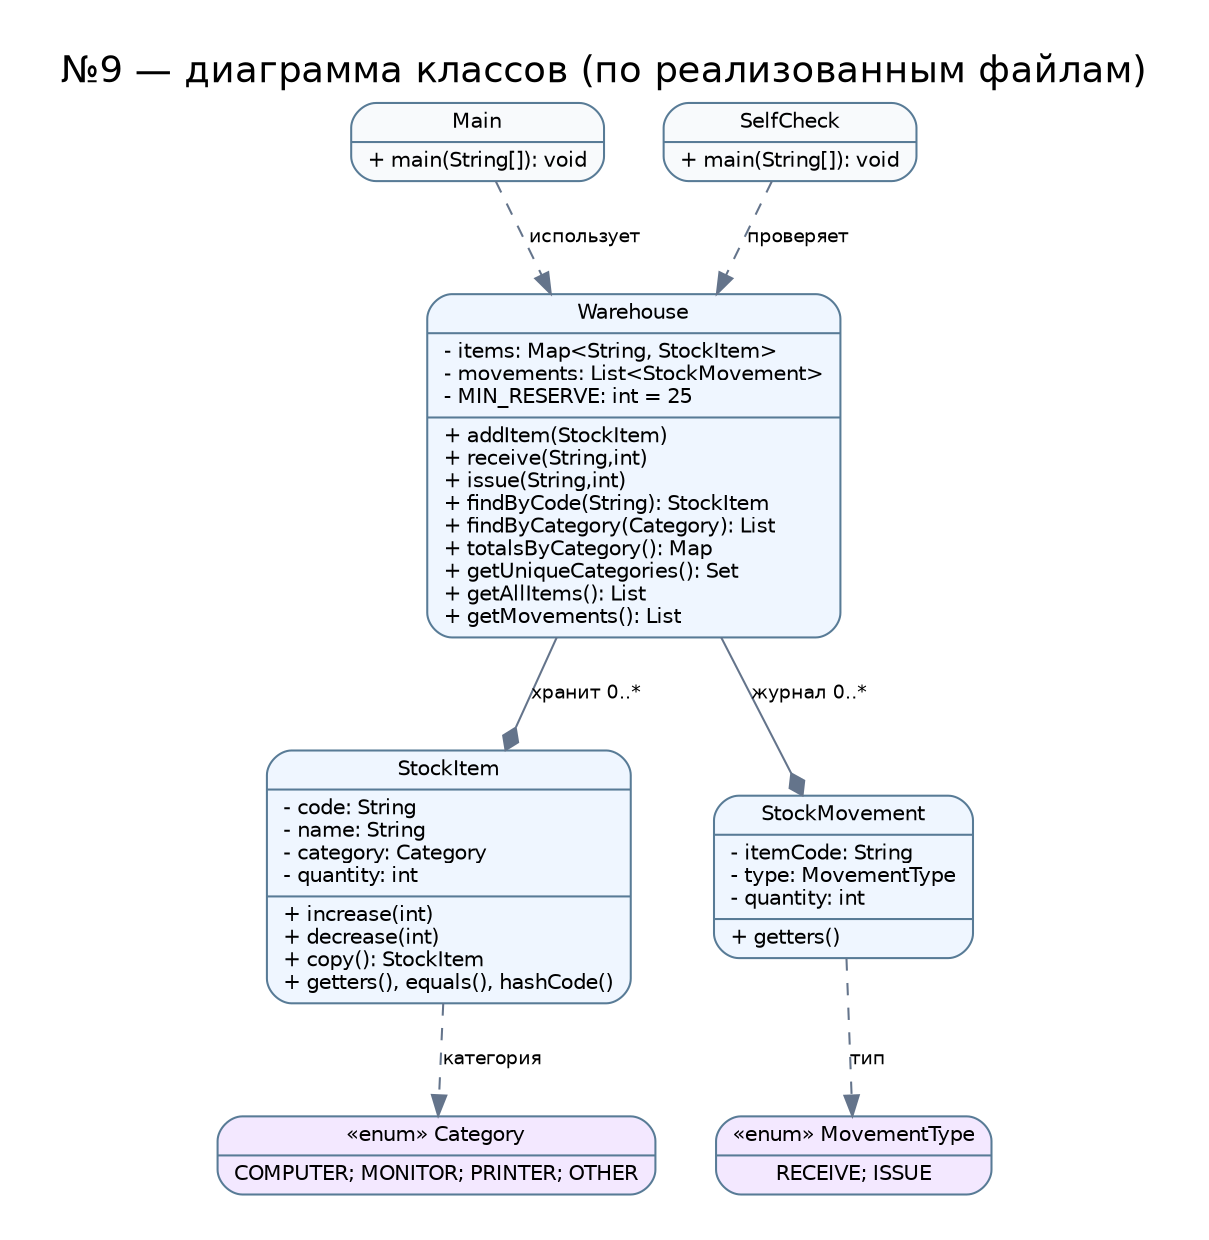 №9 — диаграмма классов (по реализованным файлам)
Main
+ main(String[]): void
SelfCheck
+ main(String[]): void
использует
проверяет
Warehouse
- items: Map<String, StockItem>
- movements: List<StockMovement>
- MIN_RESERVE: int = 25
+ addItem(StockItem)
+ receive(String,int)
+ issue(String,int)
+ findByCode(String): StockItem
+ findByCategory(Category): List
+ totalsByCategory(): Map
+ getUniqueCategories(): Set
+ getAllItems(): List
+ getMovements(): List
хранит 0..*
журнал 0..*
StockItem
- code: String
- name: String
- category: Category
- quantity: int
+ increase(int)
+ decrease(int)
+ copy(): StockItem
+ getters(), equals(), hashCode()
StockMovement
- itemCode: String
- type: MovementType
- quantity: int
+ getters()
категория
тип
«enum» Category
COMPUTER; MONITOR; PRINTER; OTHER
«enum» MovementType
RECEIVE; ISSUE